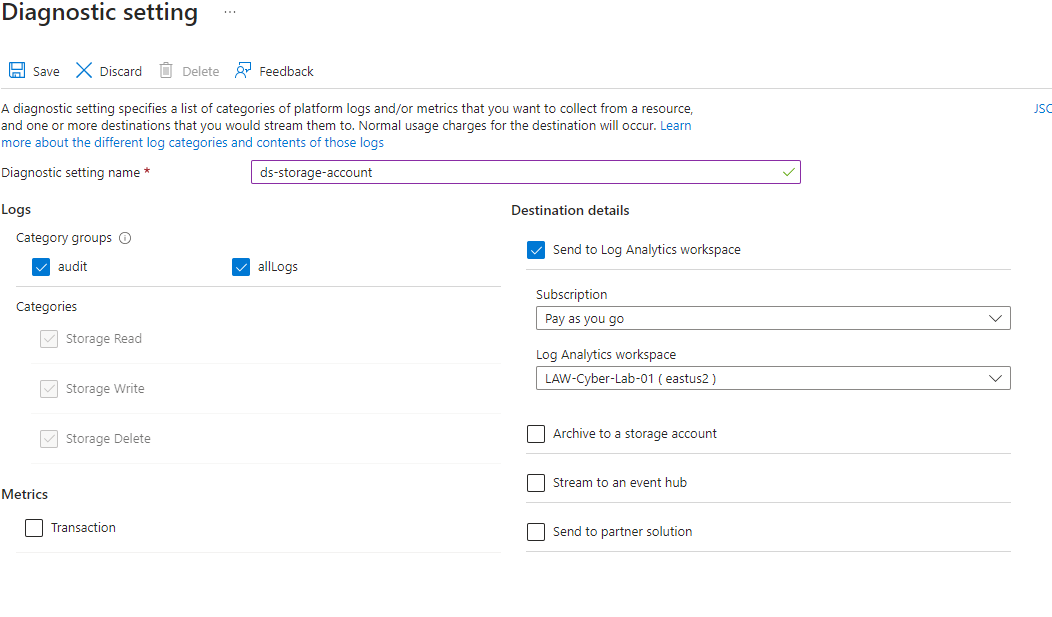 Diagnostic setting ...
Save Discard Delete Feedback
A diagnostic setting specifies a list of categories of platform logs and/or metrics that you want to collect from a resource,
and one or more destinations that you would stream them to. Normal usage charges for the destination will occur. Learn
more about the different log categories and contents of those logs
JSO
Diagnostic setting name * ds-storage-account
Logs
Category groups
audit allLogs
Categories
Storage Read
Storage Write
Storage Delete
Metrics
Transaction
Destination details
Send to Log Analytics workspace
Subscription
Pay as you go
Log Analytics workspace
LAW-Cyber-Lab-01 ( eastus2 )
Archive to a storage account
Stream to an event hub
Send to partner solution